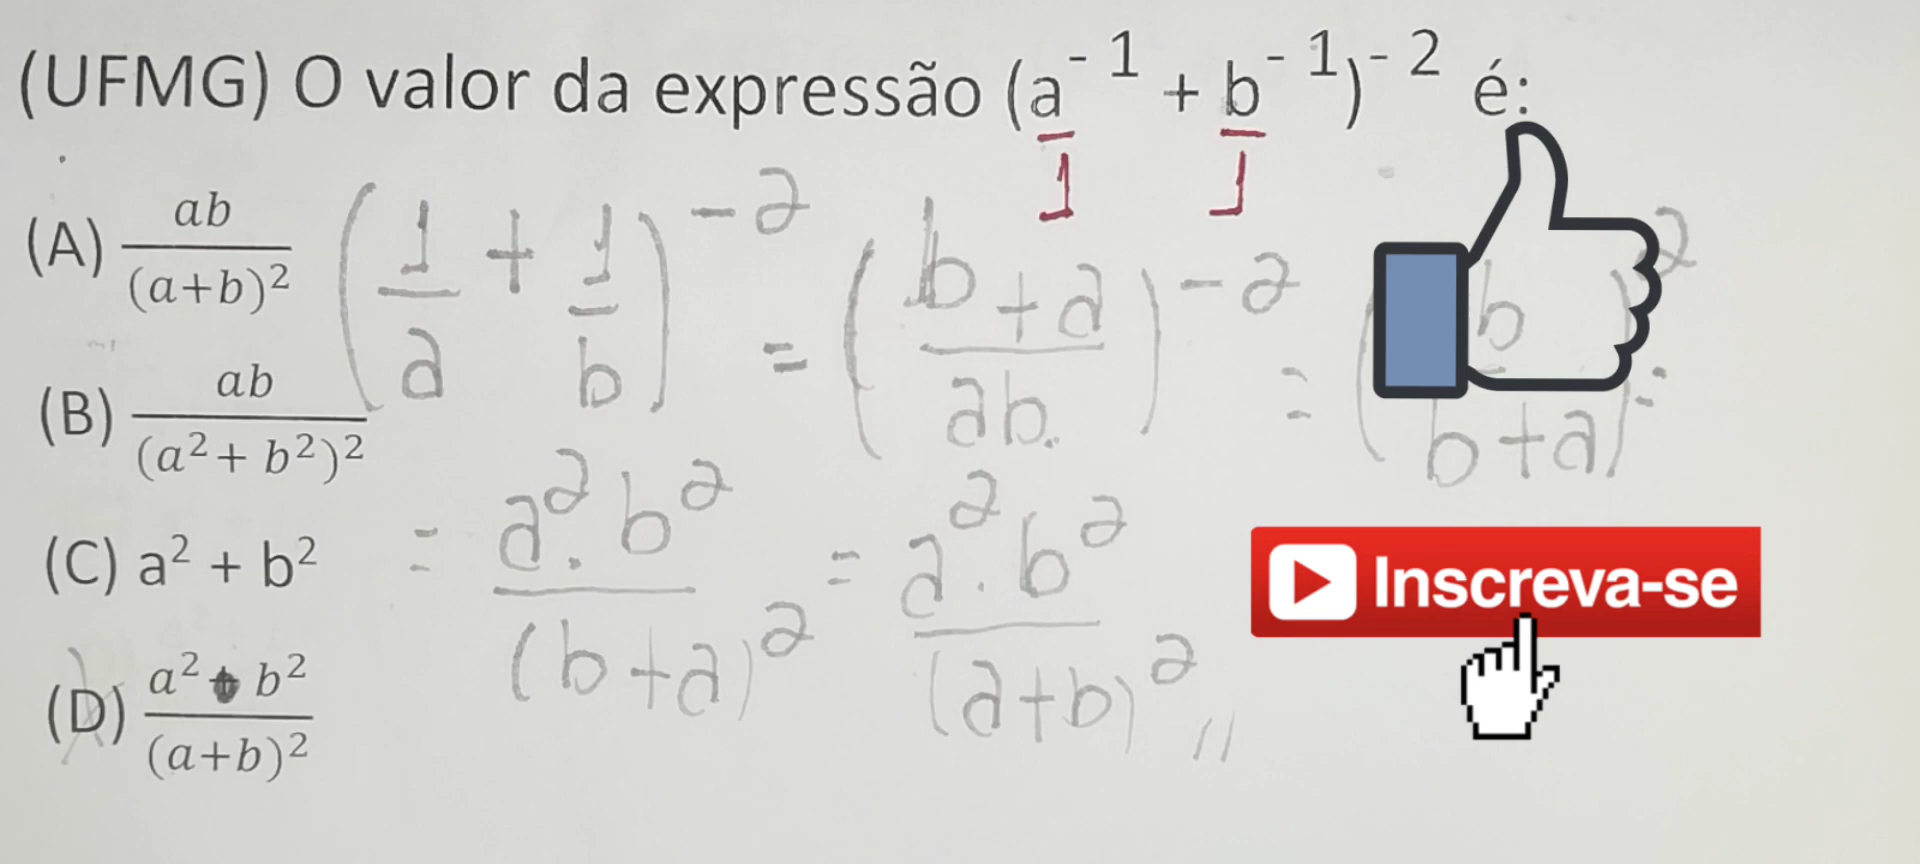 (UFMG) O valor da expressão (a⁻¹ + b⁻¹)⁻² é:
1 1
(A) ab/(a+b)²
(1/a + 1/b)⁻² = ((b+a)/ab)⁻² = (b/(b+a))² =
(B) ab/(a²+ b²)²
= a².b²/(b+a)² = a².b²/(a+b)² //
(C) a² + b²
(D) a² b²/(a+b)²
Inscreva-se